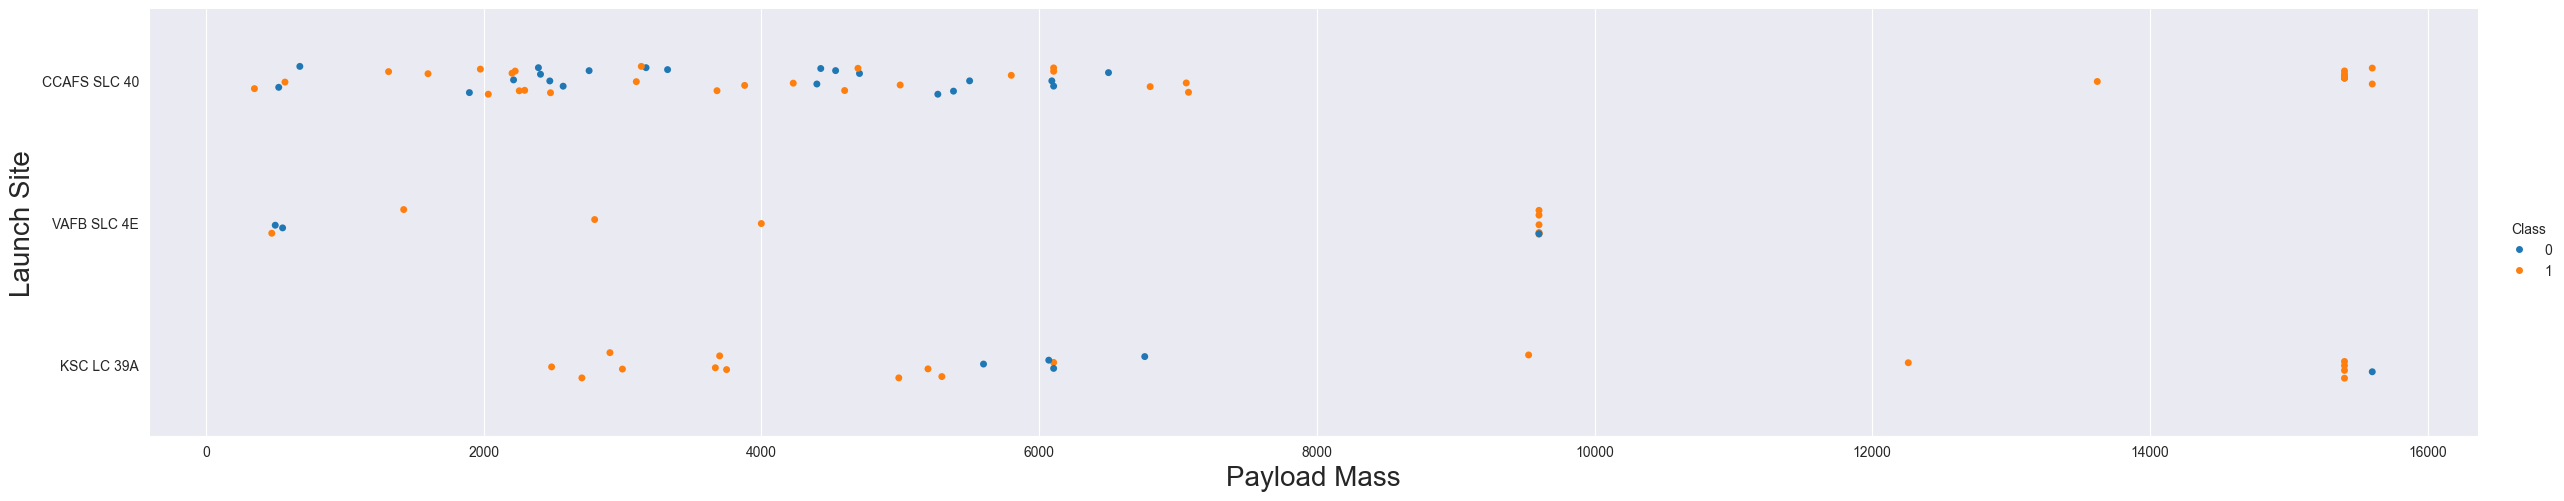 CCAFS SLC 40
VAFB SLC 4E
KSC LC 39A
Launch Site
0 2000 4000 6000 8000 10000 12000 14000 16000
Payload Mass
Class
0
1